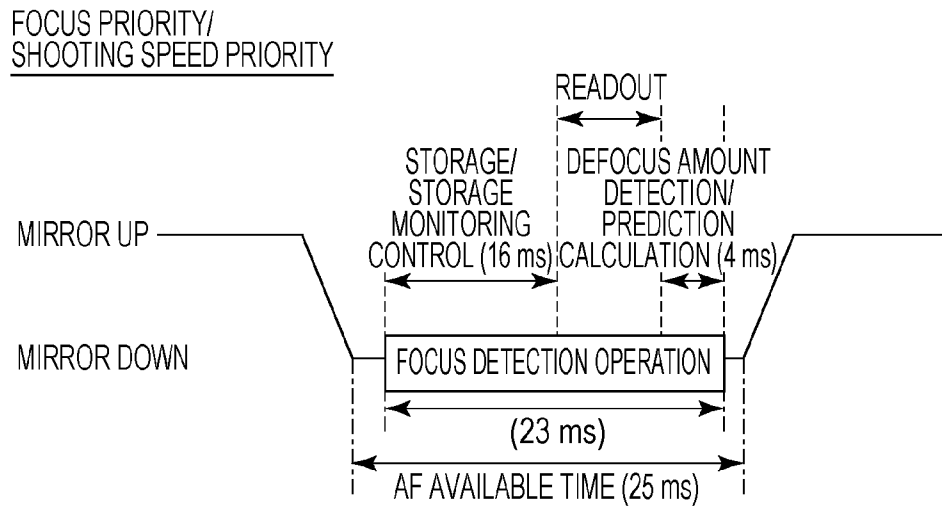 FOCUS PRIORITY/
SHOOTING SPEED PRIORITY
READOUT
STORAGE/
STORAGE
MONITORING
CONTROL (16 ms)
DEFOCUS AMOUNT
DETECTION/
PREDICTION
CALCULATION (4 ms)
MIRROR UP
MIRROR DOWN
FOCUS DETECTION OPERATION
(23 ms)
AF AVAILABLE TIME (25 ms)